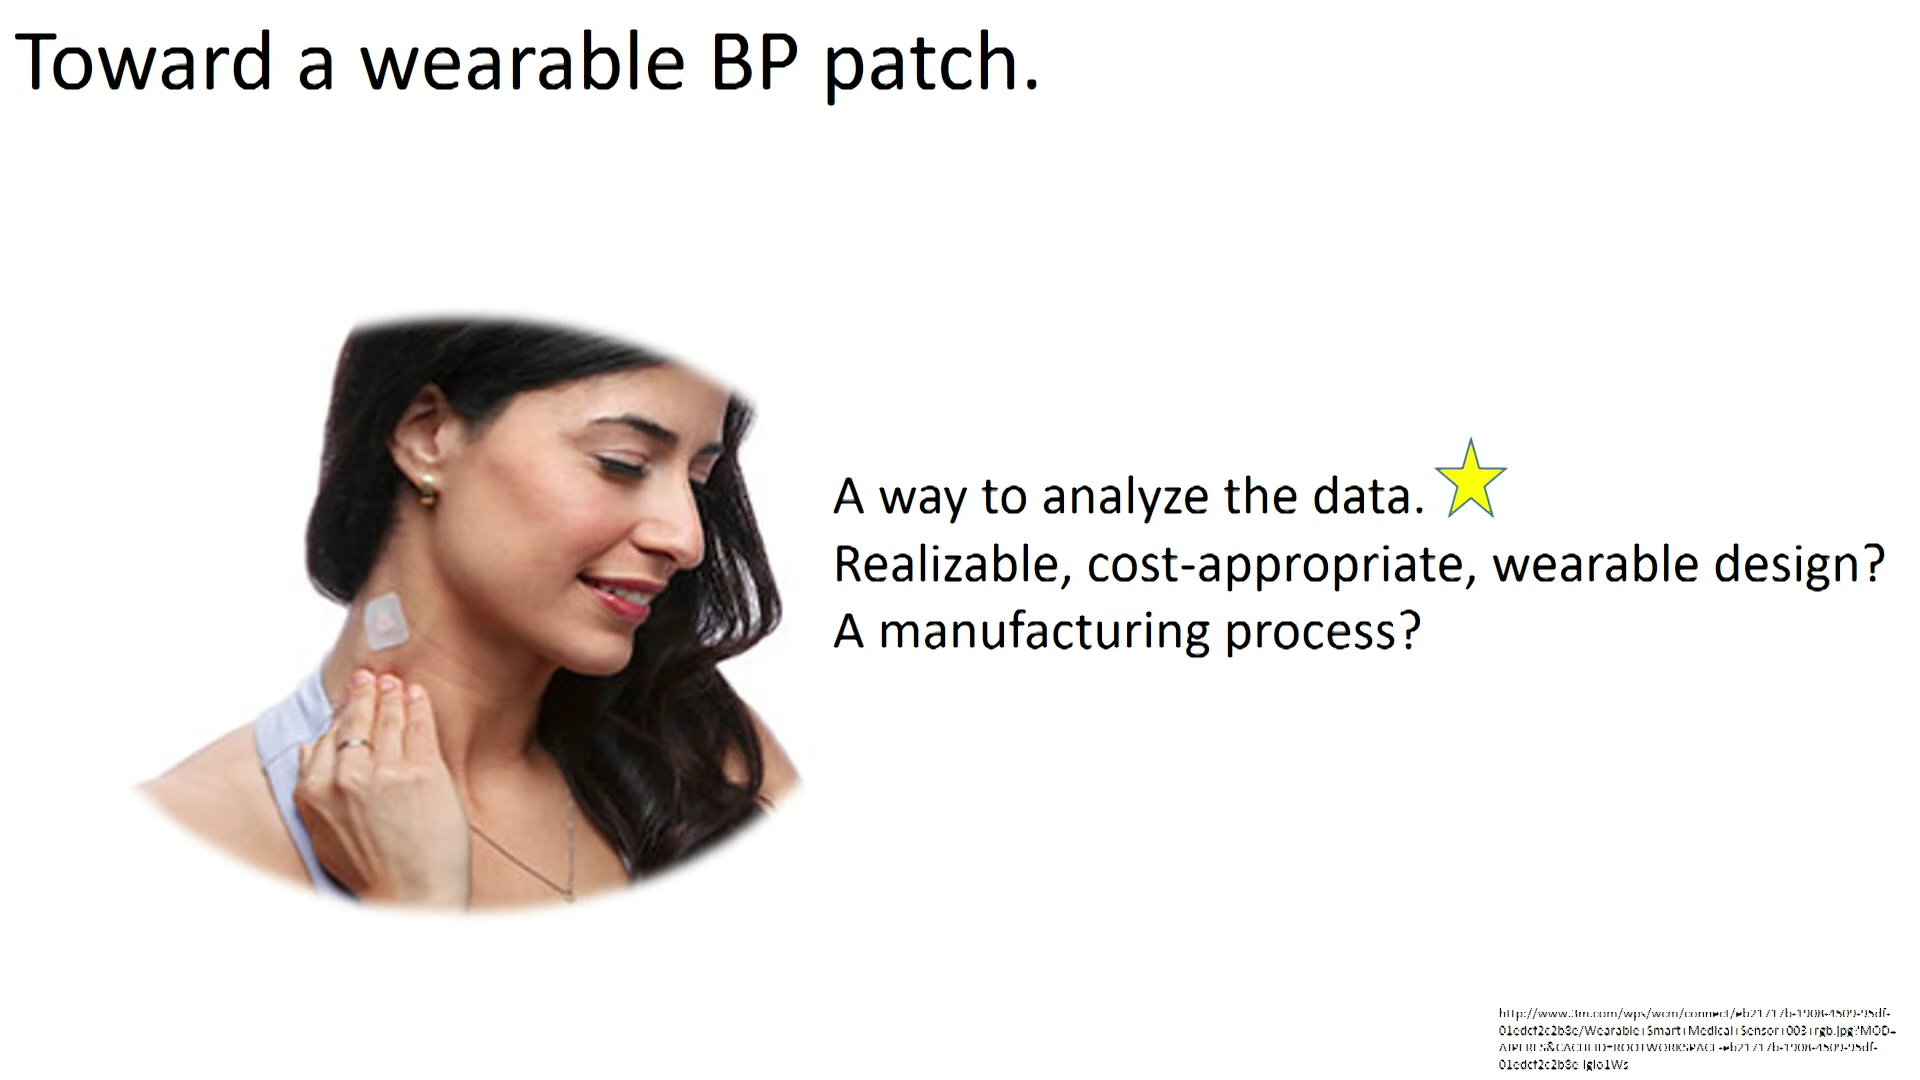 Toward a wearable BP patch.
A way to analyze the data.
Realizable, cost-appropriate, wearable design?
A manufacturing process?